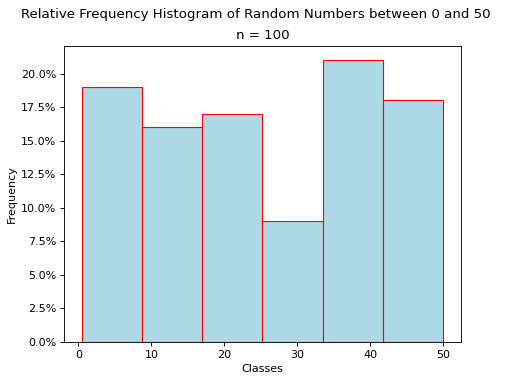 Relative Frequency Histogram of Random Numbers between 0 and 50
n = 100
20.0%
17.5%
15.0%
12.5%
10.0%
7.5%
5.0%
2.5%
0.0%
Frequency
0 10 20 30 40 50
Classes